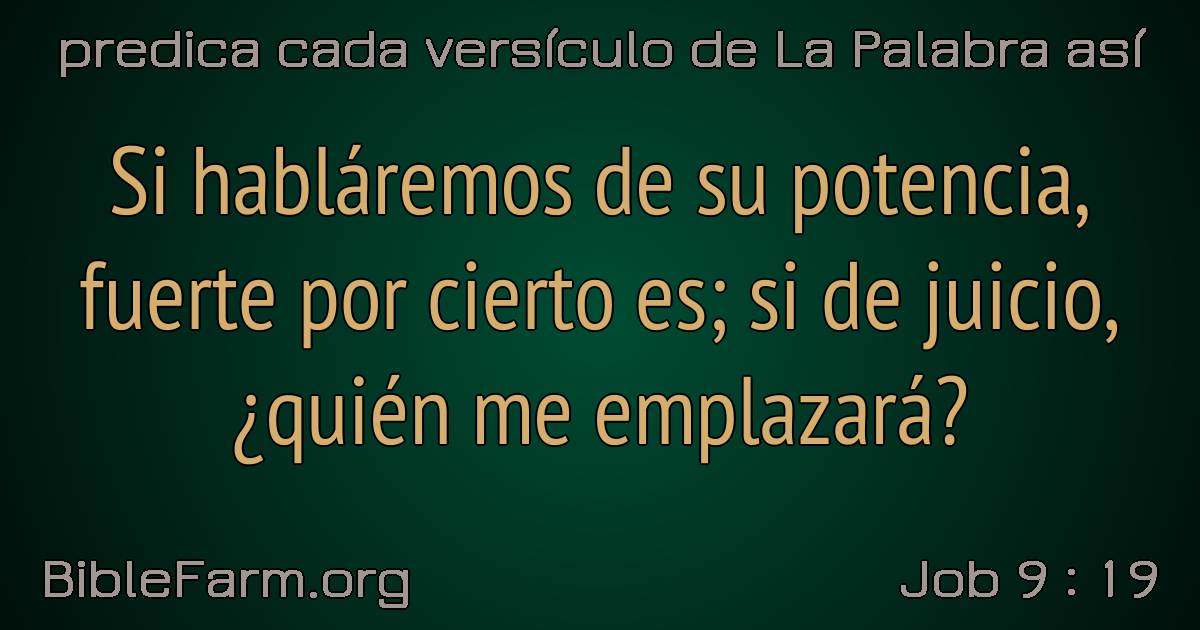 predica cada versículo de La Palabra así
Si habláremos de su potencia,
fuerte por cierto es; si de juicio,
¿quién me emplazará?
BibleFarm.org
Job 9 : 19